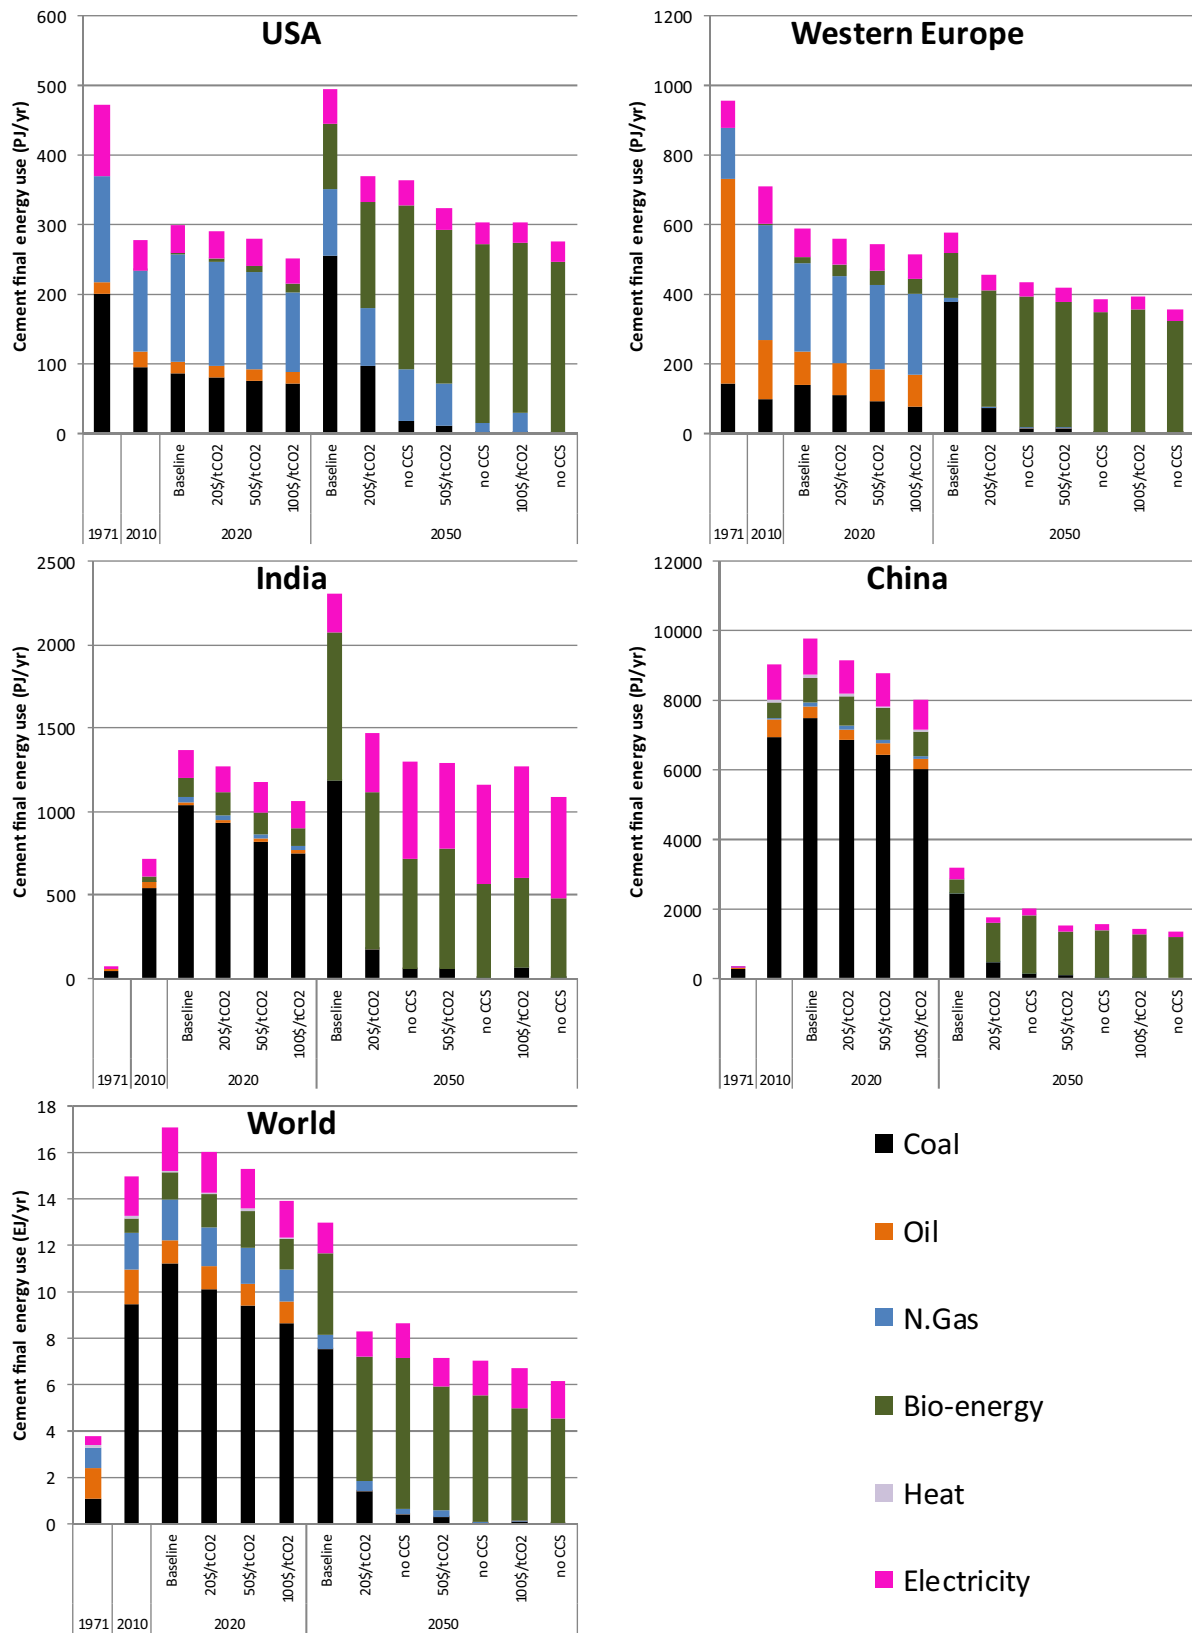 USA
Cement final energy use (PJ/yr)
600
500
400
300
200
100
0
Baseline
20$/tCO2
50$/tCO2
100$/tCO2
Baseline
20$/tCO2
no CCS
50$/tCO2
no CCS
100$/tCO2
no CCS
1971 2010 2020 2050
Western Europe
Cement final energy use (PJ/yr)
1200
1000
800
600
400
200
0
Baseline
20$/tCO2
50$/tCO2
100$/tCO2
Baseline
20$/tCO2
no CCS
50$/tCO2
no CCS
100$/tCO2
no CCS
1971 2010 2020 2050
India
Cement final energy use (PJ/yr)
2500
2000
1500
1000
500
0
Baseline
20$/tCO2
50$/tCO2
100$/tCO2
Baseline
20$/tCO2
no CCS
50$/tCO2
no CCS
100$/tCO2
no CCS
1971 2010 2020 2050
China
Cement final energy use (PJ/yr)
12000
10000
8000
6000
4000
2000
0
Baseline
20$/tCO2
50$/tCO2
100$/tCO2
Baseline
20$/tCO2
no CCS
50$/tCO2
no CCS
100$/tCO2
no CCS
1971 2010 2020 2050
World
Cement final energy use (EJ/yr)
18
16
14
12
10
8
6
4
2
0
Baseline
20$/tCO2
50$/tCO2
100$/tCO2
Baseline
20$/tCO2
no CCS
50$/tCO2
no CCS
100$/tCO2
no CCS
1971 2010 2020 2050
Coal
Oil
N.Gas
Bio-energy
Heat
Electricity